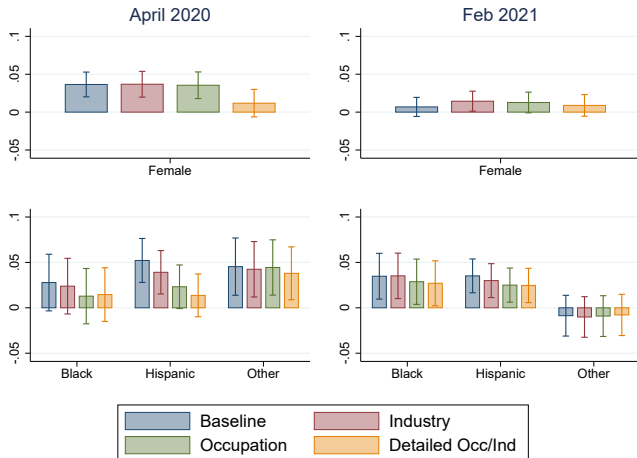 April 2020
Feb 2021
.1
.05
0
-.05
Female
.1
.05
0
-.05
Female
.1
.05
0
-.05
Black Hispanic Other
.1
.05
0
-.05
Black Hispanic Other
Baseline Industry
Occupation Detailed Occ/Ind